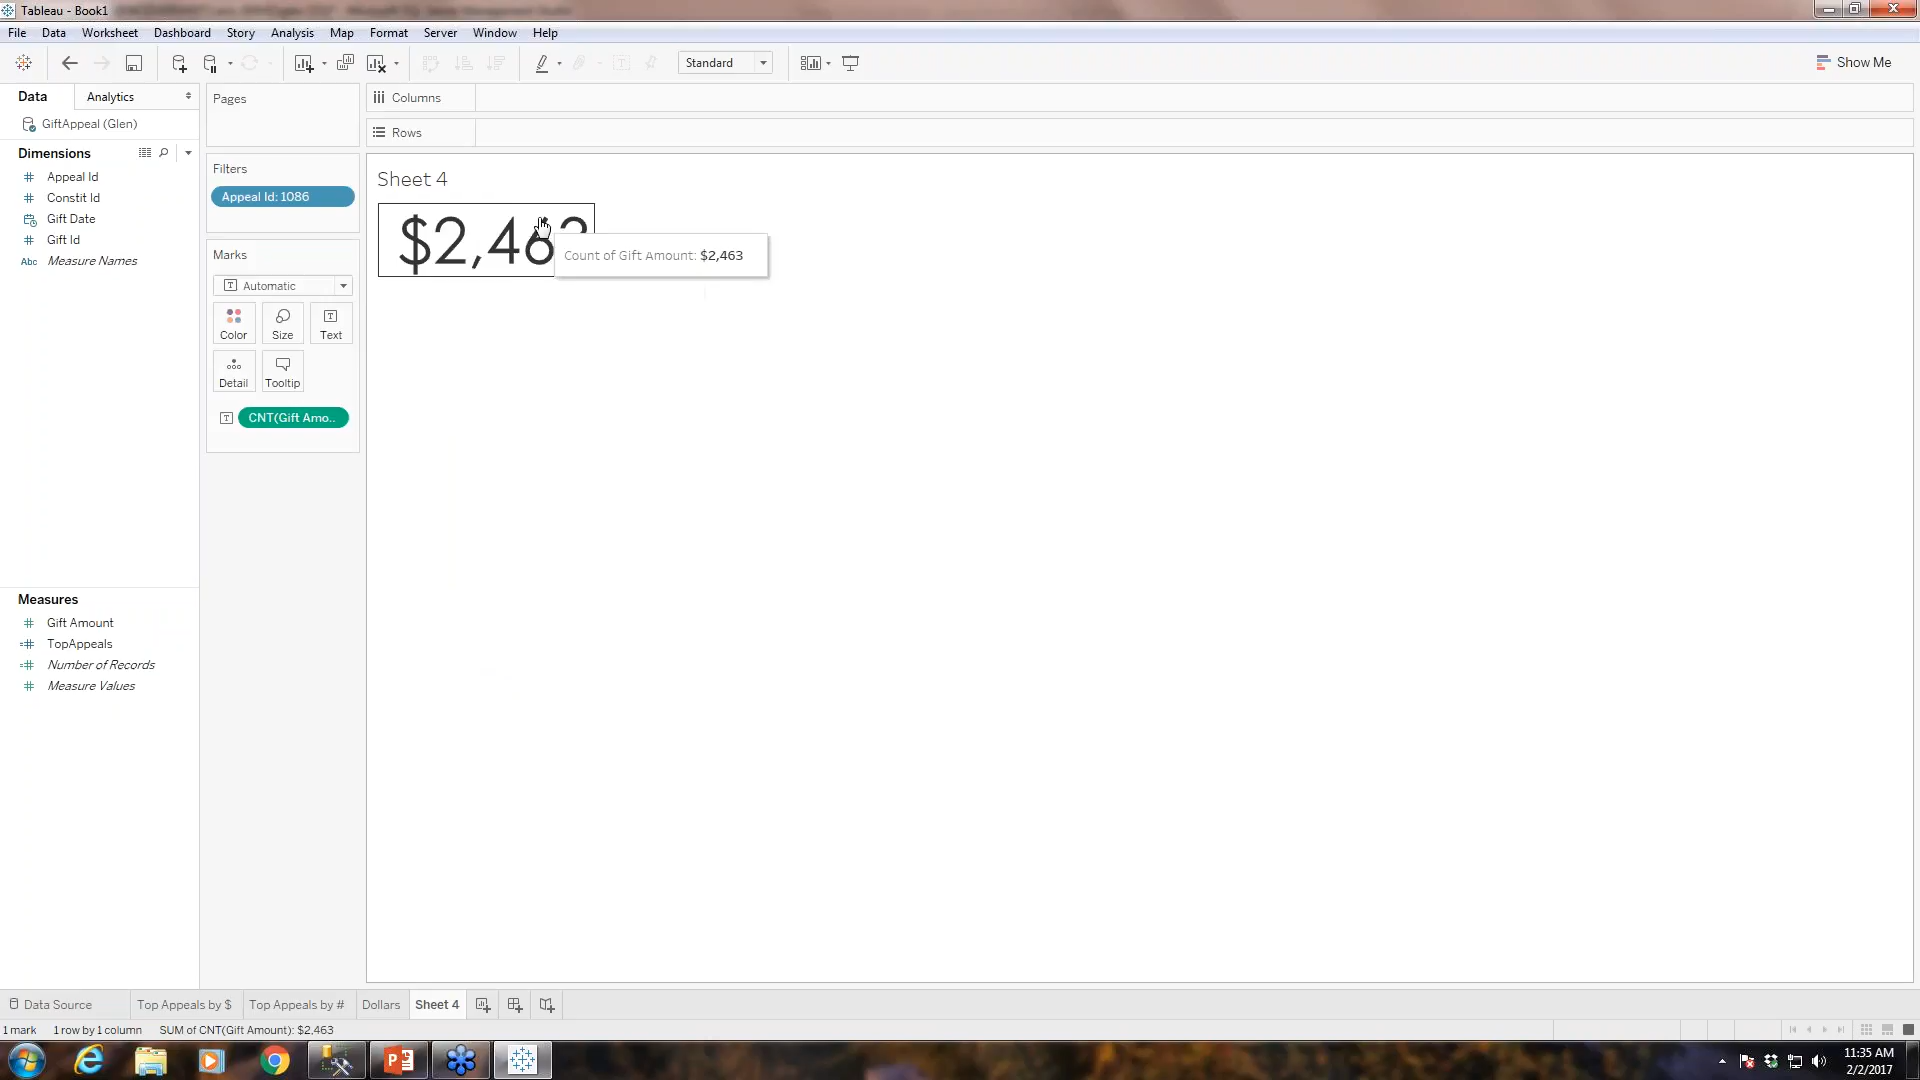 Tableau - Book1
File Data Worksheet Dashboard Story Analysis Map Format Server Window Help
Standard
Show Me
Data Analytics
Pages
Columns
GiftAppeal (Glen)
Rows
Dimensions
Filters
Appeal Id
Sheet 4
Constit Id
Appeal Id: 1086
Gift Date
$2,463
Gift Id
Abc Measure Names
Marks
Count of Gift Amount: $2,463
Automatic
Color Size Text
Detail Tooltip
CNT(Gift Amo..
Measures
Gift Amount
TopAppeals
Number of Records
Measure Values
Data Source Top Appeals by $ Top Appeals by # Dollars Sheet 4
1 mark 1 row by 1 column SUM of CNT(Gift Amount): $2,463
11:35 AM
2/2/2017